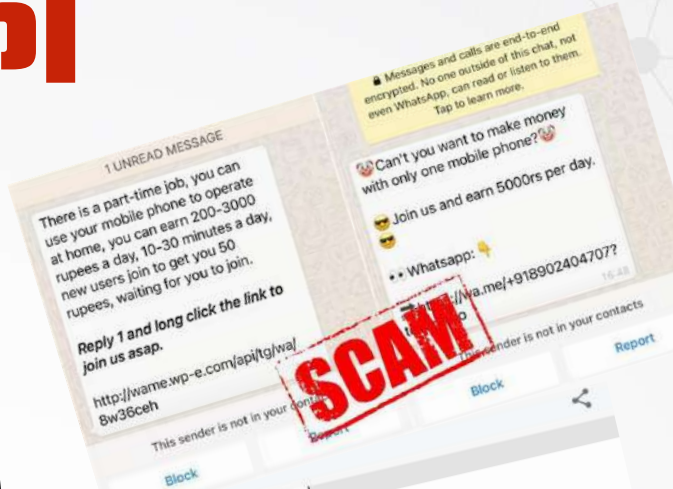 1 UNREAD MESSAGE
There is a part-time job, you can
use your mobile phone to operate
at home, you can earn 200-3000
rupees a day, 10-30 minutes a day,
new users join to get you 50
rupees, waiting for you to join.
Reply 1 and long click the link to
join us asap.
http://wame.wp-e.com/api/tg/wa/
8w36ceh
This sender is not in your
Block
🔒 Messages and calls are end-to-end
encrypted. No one outside of this chat, not
even WhatsApp, can read or listen to them.
Tap to learn more.
🤡Can't you want to make money
with only one mobile phone?🤡
😎Join us and earn 5000rs per day.
😎
👀Whatsapp: 👇
/wa.me/+918902404707?
16:48
sender is not in your contacts
Block
Report
SCAM